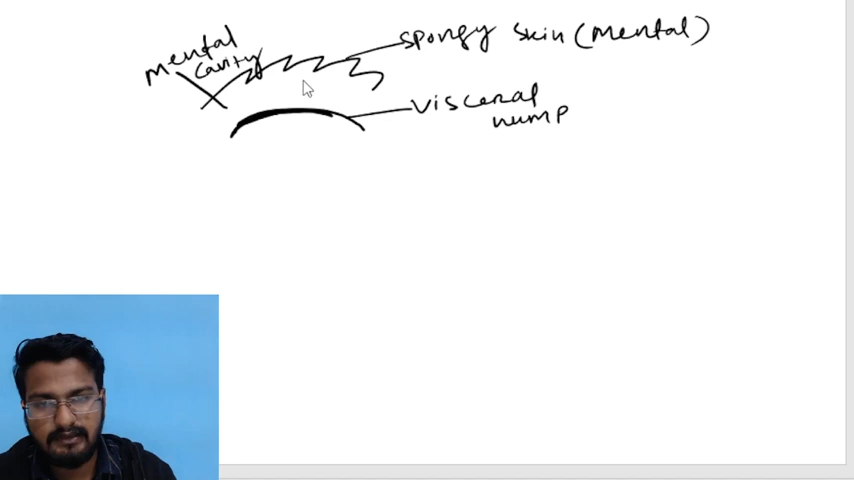 mental
cavity
spongy skin (mental)
visceral
hump